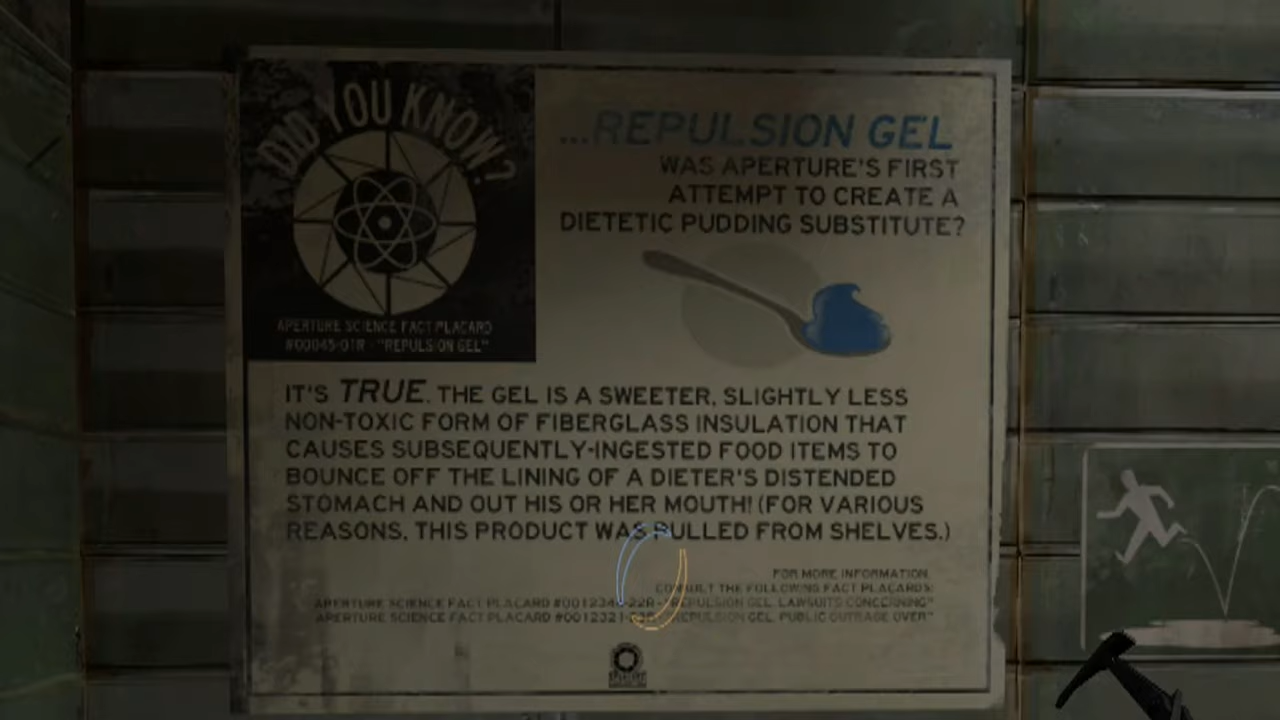 DID YOU KNOW?
APERTURE SCIENCE FACT PLACARD
#00045-01R - "REPULSION GEL"
...REPULSION GEL
WAS APERTURE'S FIRST
ATTEMPT TO CREATE A
DIETETIC PUDDING SUBSTITUTE?
IT'S TRUE. THE GEL IS A SWEETER, SLIGHTLY LESS
NON-TOXIC FORM OF FIBERGLASS INSULATION THAT
CAUSES SUBSEQUENTLY-INGESTED FOOD ITEMS TO
BOUNCE OFF THE LINING OF A DIETER'S DISTENDED
STOMACH AND OUT HIS OR HER MOUTH! (FOR VARIOUS
REASONS, THIS PRODUCT WAS PULLED FROM SHELVES.)
FOR MORE INFORMATION,
CONSULT THE FOLLOWING FACT PLACARDS:
APERTURE SCIENCE FACT PLACARD "REPULSION GEL, LAWSUITS CONCERNING"
APERTURE SCIENCE FACT PLACARD "REPULSION GEL, PUBLIC OUTRAGE OVER"